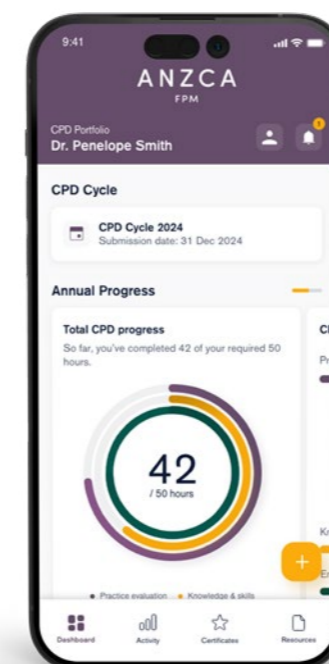 9:41
ANZCA
FPM
CPD Portfolio
Dr. Penelope Smith
CPD Cycle
CPD Cycle 2024
Submission date: 31 Dec 2024
Annual Progress
Total CPD progress
So far, you've completed 42 of your required 50
hours.
42
/ 50 hours
Practice evaluation
Knowledge & skills
+
Dashboard
Activity
Certificates
Resources